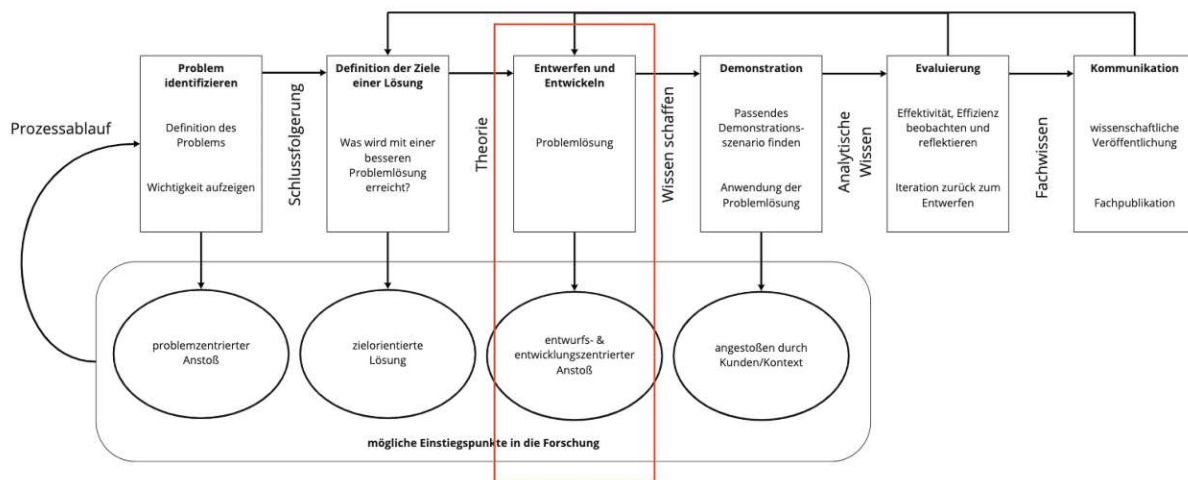 Prozessablauf
Problem
identifizieren
Definition des
Problems
Wichtigkeit aufzeigen
Schlussfolgerung
Definition der Ziele
einer Lösung
Was wird mit einer
besseren
Problemlösung
erreicht?
Theorie
Entwerfen und
Entwickeln
Problemlösung
Wissen schaffen
Demonstration
Passendes
Demonstrations-
szenario finden
Anwendung der
Problemlösung
Analytische
Wissen
Evaluierung
Effektivität, Effizienz
beobachten und
reflektieren
Iteration zurück zum
Entwerfen
Fachwissen
Kommunikation
wissenschaftliche
Veröffentlichung
Fachpublikation
problemzentrierter
Anstoß
zielorientierte
Lösung
entwurfs- &
entwicklungszentrierter
Anstoß
angestoßen durch
Kunden/Kontext
mögliche Einstiegspunkte in die Forschung